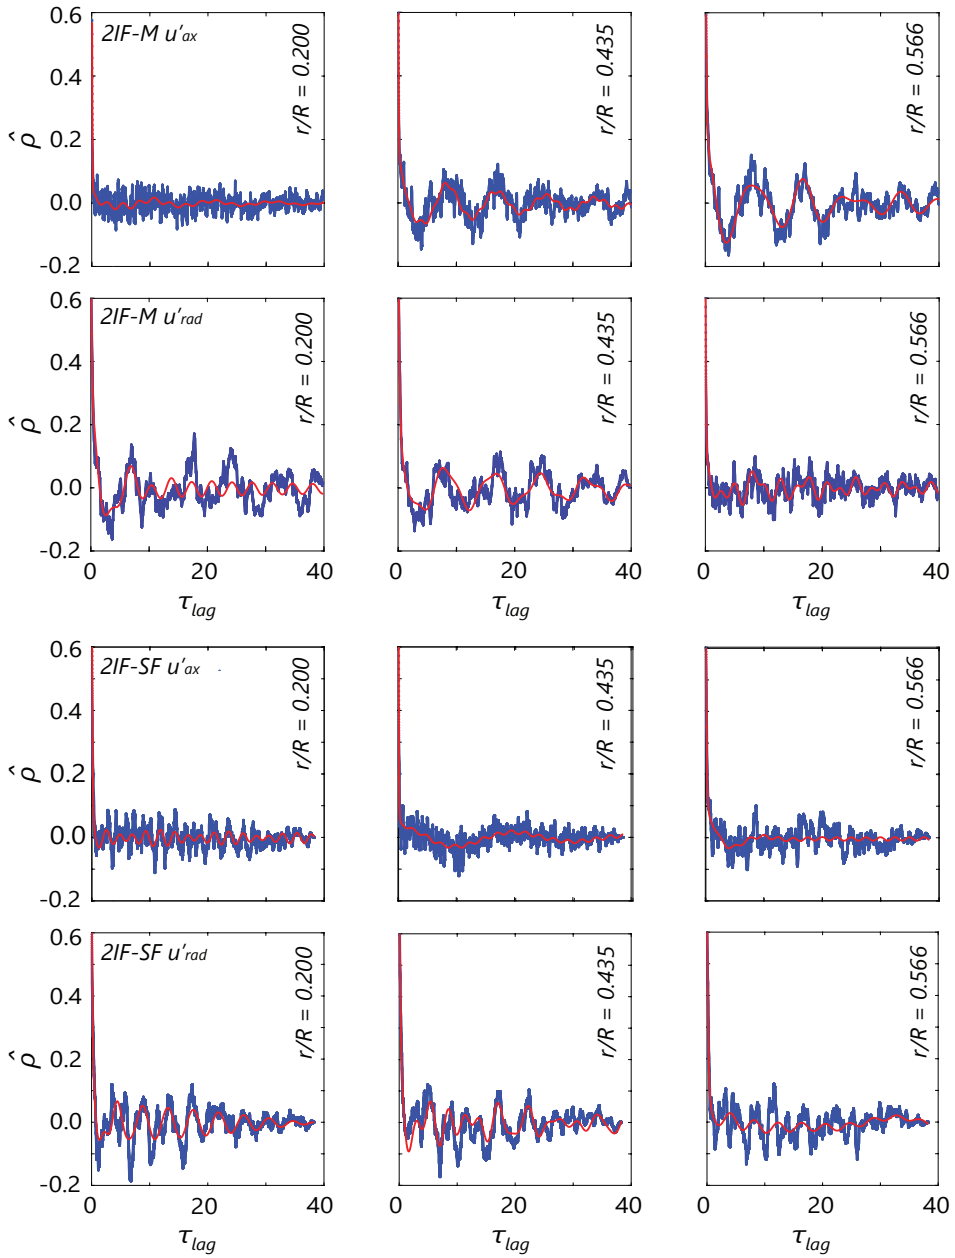 0.6
0.4
0.2
0.0
-0.2
ρ̂
2IF-M u'ax
r/R = 0.200
r/R = 0.435
r/R = 0.566
0.6
0.4
0.2
0.0
-0.2
ρ̂
2IF-M u'rad
r/R = 0.200
r/R = 0.435
r/R = 0.566
0 20 40 0 20 40 0 20 40
τlag τlag τlag
0.6
0.4
0.2
0.0
-0.2
ρ̂
2IF-SF u'ax
r/R = 0.200
r/R = 0.435
r/R = 0.566
0.6
0.4
0.2
0.0
-0.2
ρ̂
2IF-SF u'rad
r/R = 0.200
r/R = 0.435
r/R = 0.566
0 20 40 0 20 40 0 20 40
τlag τlag τlag